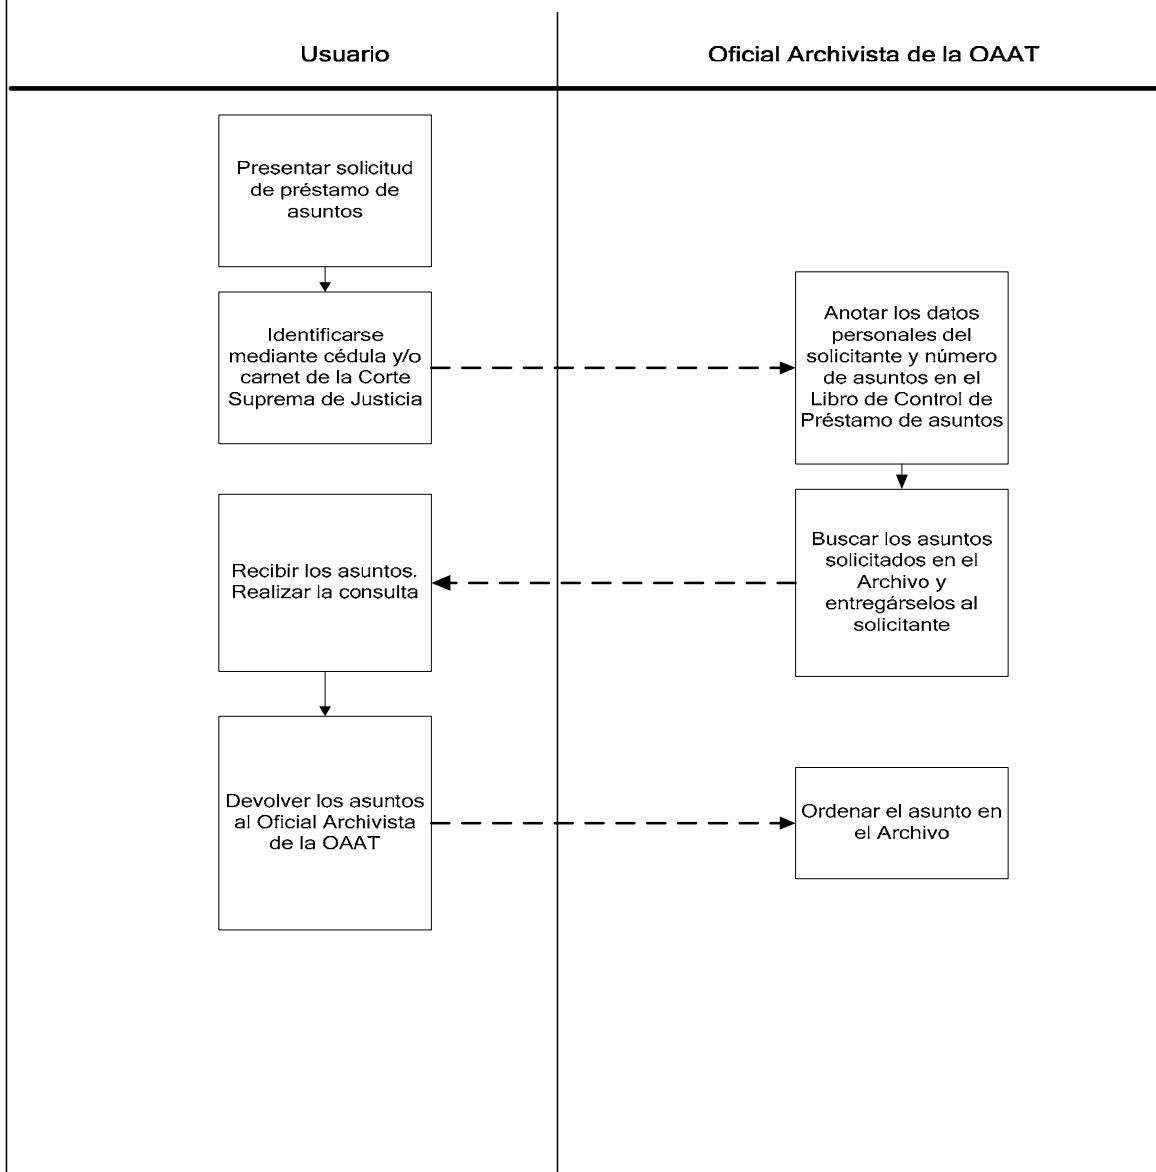 Usuario
Oficial Archivista de la OAAT
Presentar solicitud
de préstamo de
asuntos
Identificarse
mediante cédula y/o
carnet de la Corte
Suprema de Justicia
Anotar los datos
personales del
solicitante y número
de asuntos en el
Libro de Control de
Préstamo de asuntos
Buscar los asuntos
solicitados en el
Archivo y
entregárselos al
solicitante
Recibir los asuntos.
Realizar la consulta
Devolver los asuntos
al Oficial Archivista
de la OAAT
Ordenar el asunto en
el Archivo